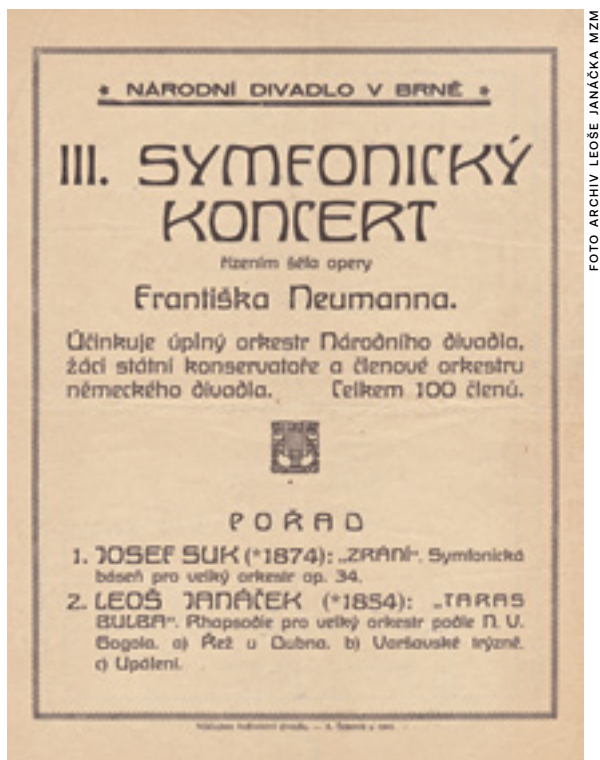 * NÁRODNÍ DIVADLO V BRNĚ *
III. SYMFONICKÝ
KONCERT
řízením šéfa opery
Františka Neumanna.
Účinkuje úplný orkestr Národního divadla,
žáci státní konservatoře a členové orkestru
německého divadla. Celkem 100 členů.
POŘAD
1. JOSEF SUK (*1874): „ZRÁNÍ“. Symfonická
báseň pro velký orkestr op. 34.
2. LEOŠ JANÁČEK (*1854): „TARAS
BULBA“. Rhapsodie pro velký orkestr podle N. V.
Gogola. a) Řež u Dubna. b) Varšavské trýzně.
c) Upálení.
FOTO ARCHIV LEOŠE JANÁČKA MZM